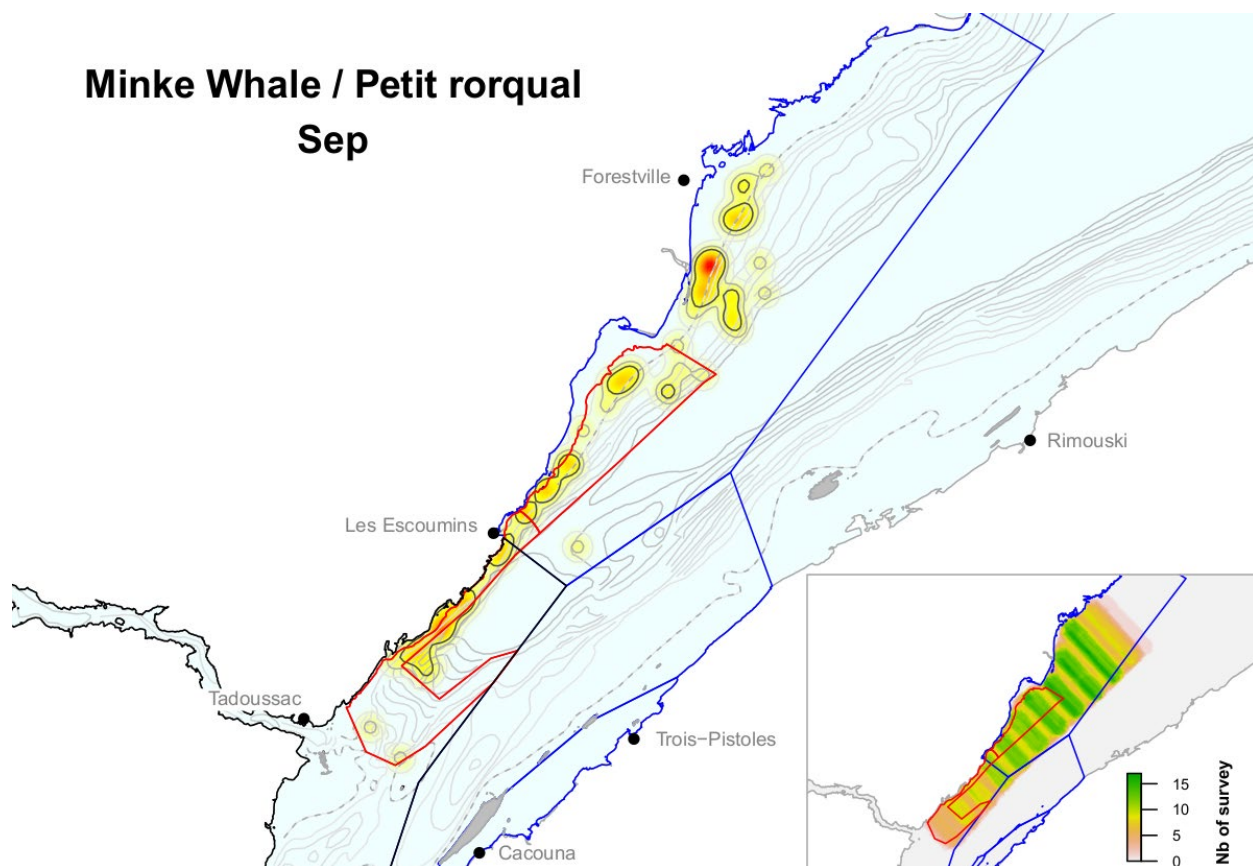 Minke Whale / Petit rorqual
Sep
Forestville
Rimouski
Les Escoumins
Tadoussac
Trois−Pistoles
Cacouna
15
10
5
0
Nb of survey